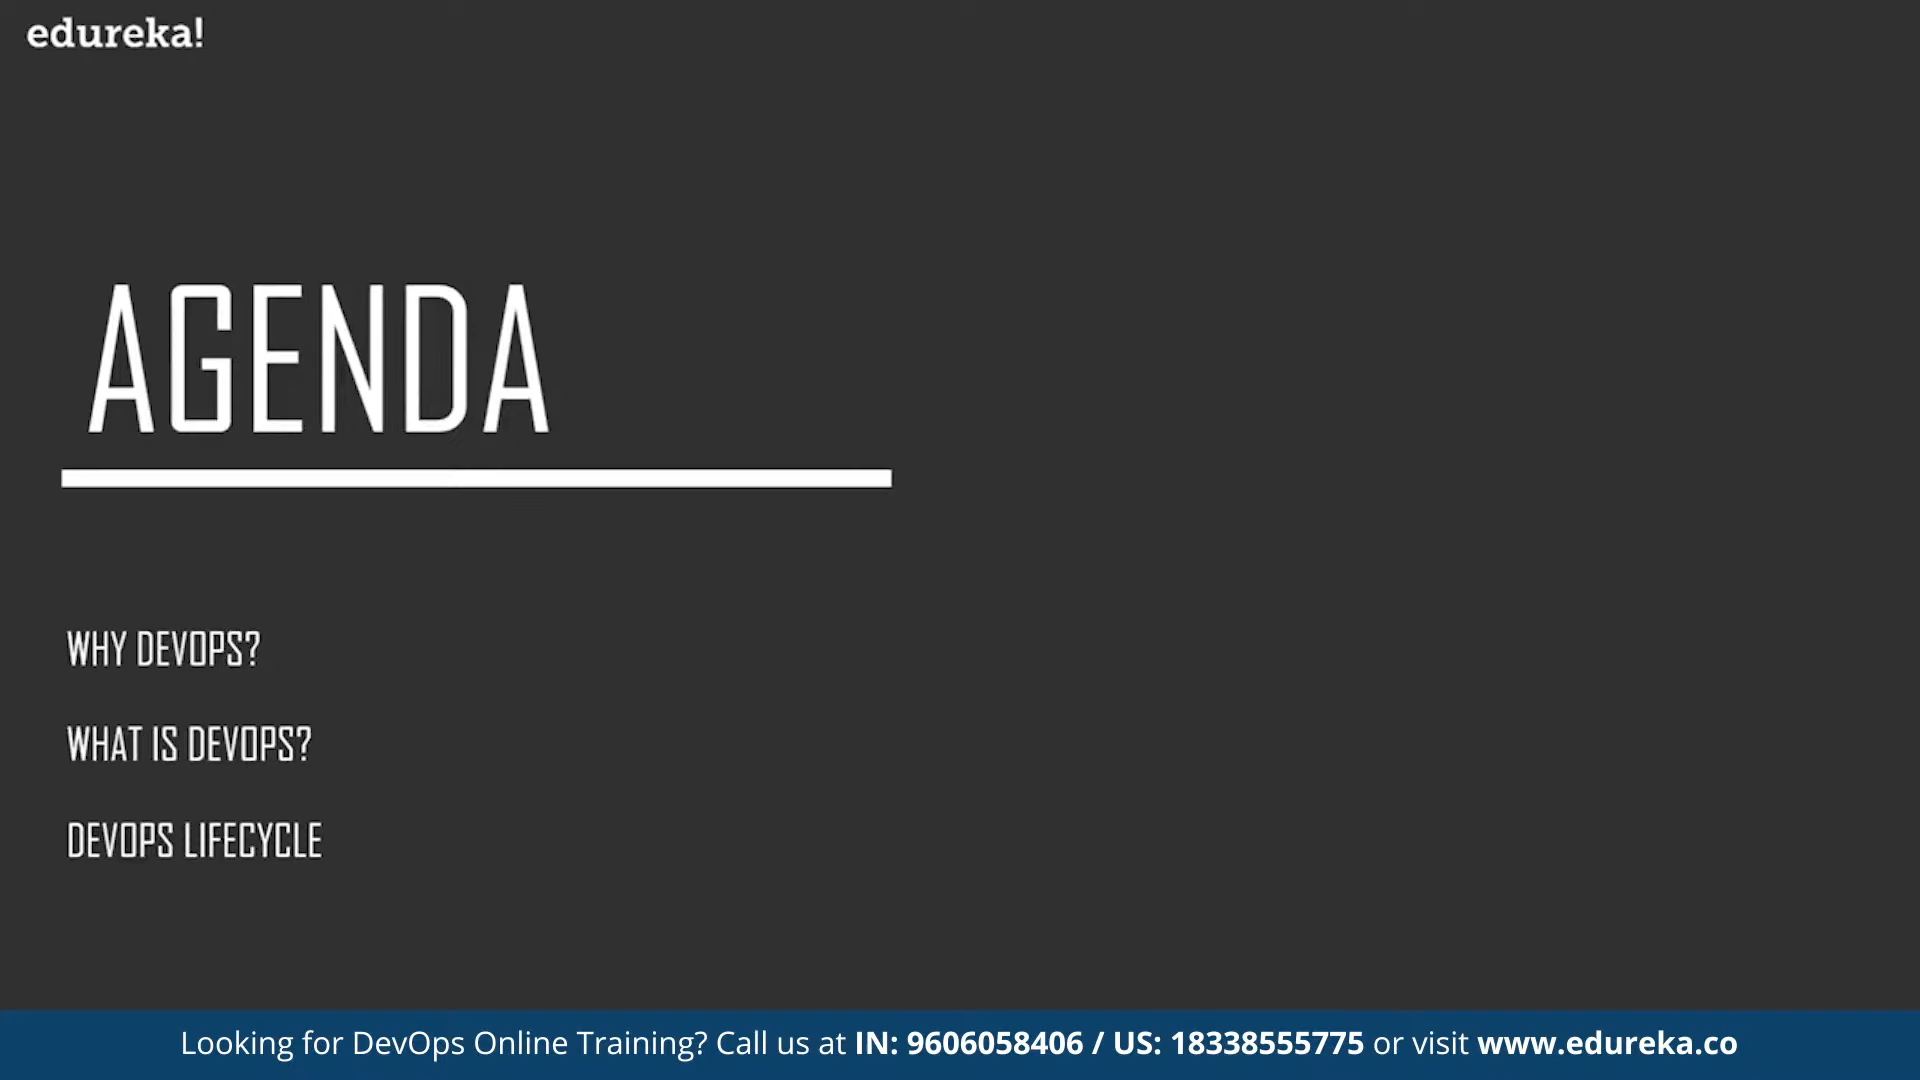 edureka!
AGENDA
WHY DEVOPS?
WHAT IS DEVOPS?
DEVOPS LIFECYCLE
Looking for DevOps Online Training? Call us at IN: 9606058406 / US: 18338555775 or visit www.edureka.co